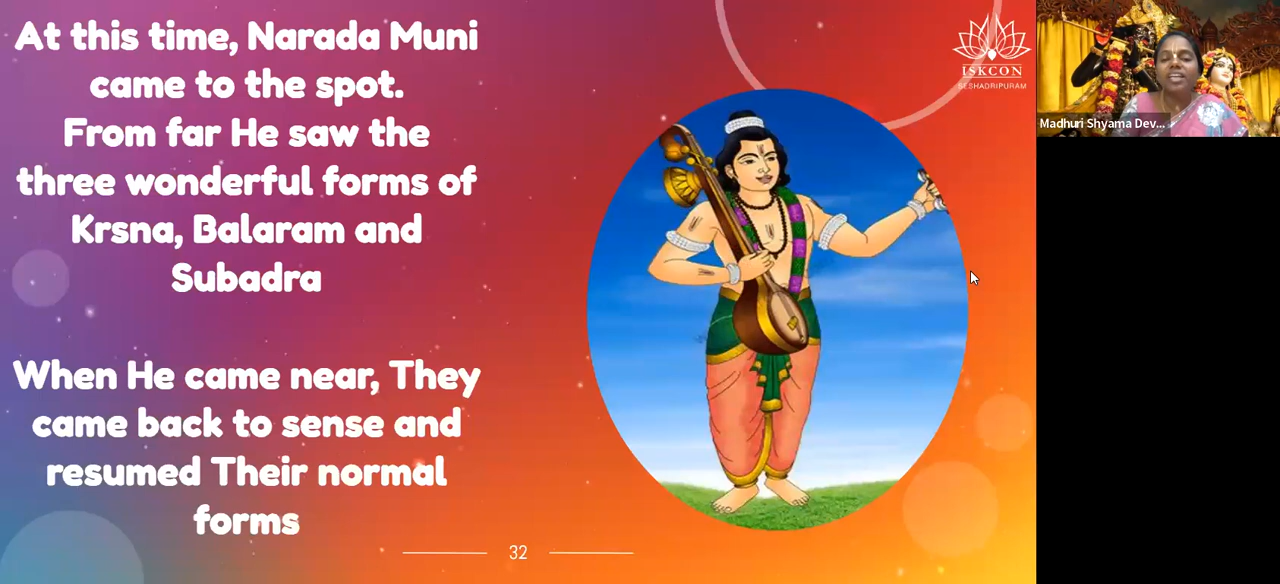 At this time, Narada Muni
came to the spot.
From far He saw the
three wonderful forms of
Krsna, Balaram and
Subadra
When He came near, They
came back to sense and
resumed Their normal
forms
32
ISKCON
SESHADRIPURAM
Madhuri Shyama Dev...